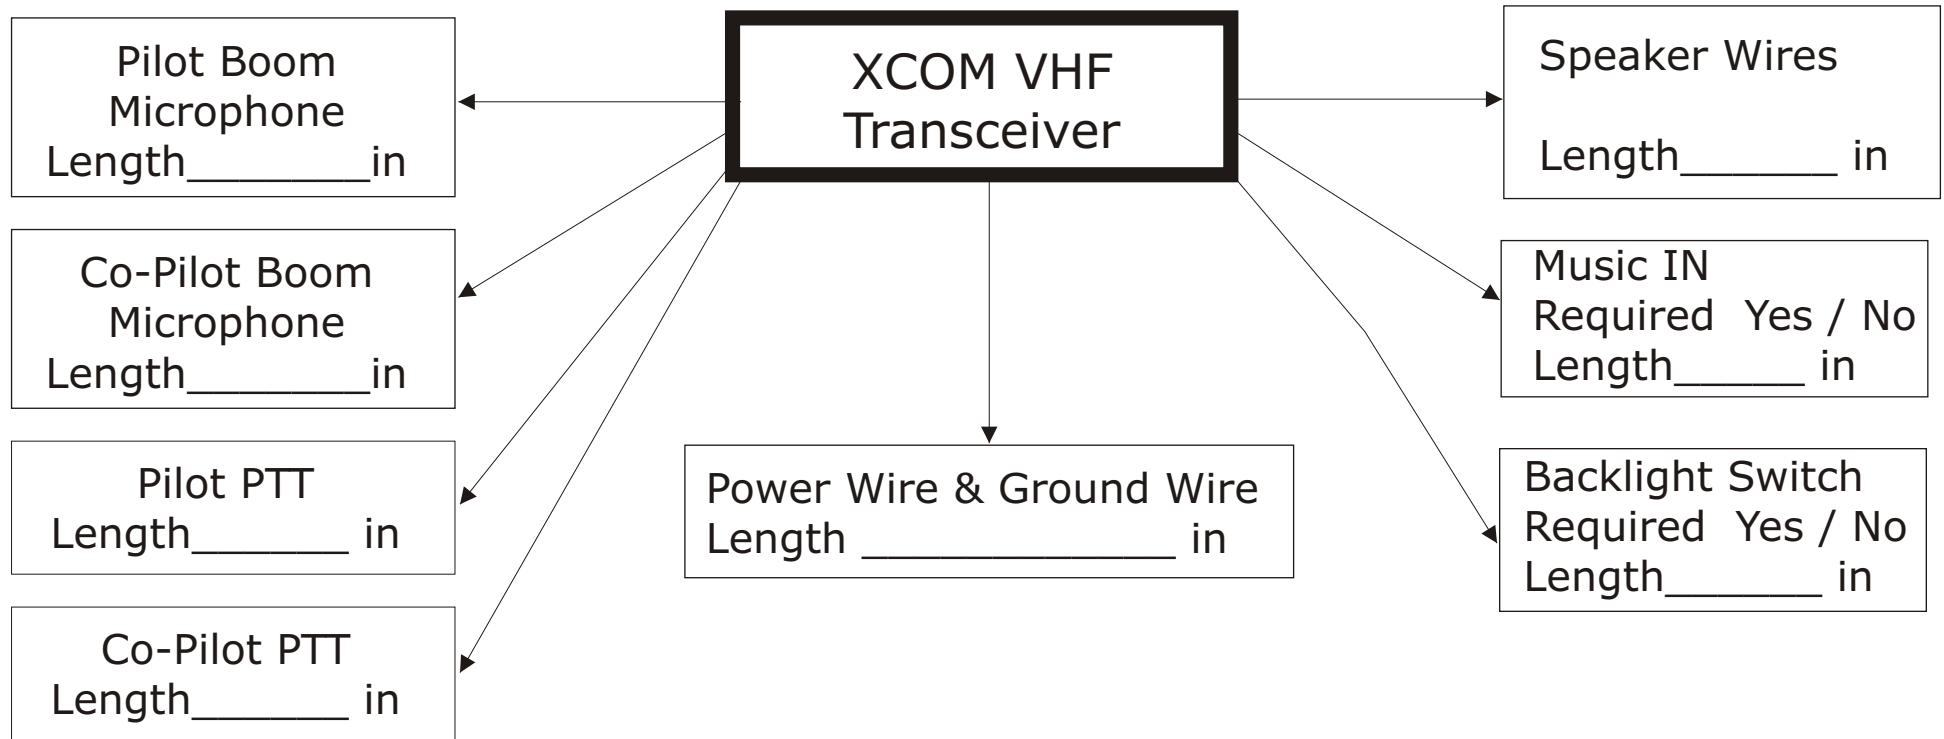 Pilot Boom
Microphone
Length_______in
Co-Pilot Boom
Microphone
Length_______in
Pilot PTT
Length______ in
Co-Pilot PTT
Length______ in
XCOM VHF
Transceiver
Power Wire & Ground Wire
Length ____________ in
Speaker Wires
Length______ in
Music IN
Required  Yes / No
Length_____ in
Backlight Switch
Required  Yes / No
Length______ in